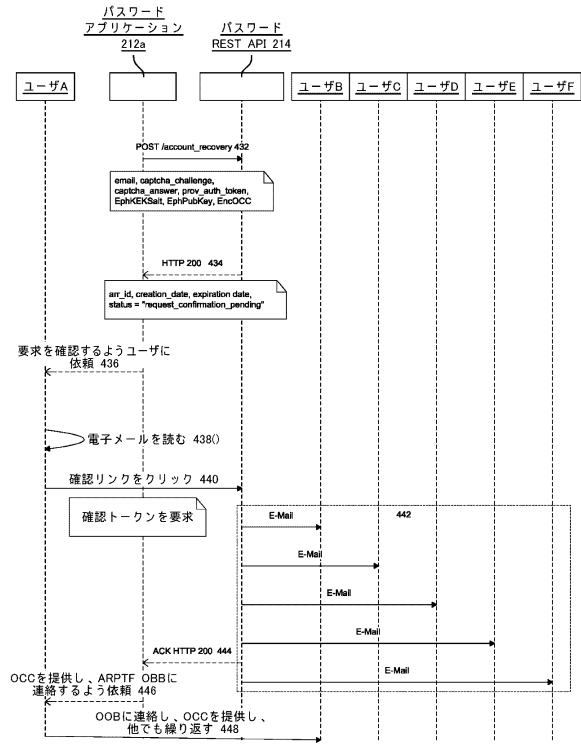 パスワード
アプリケーション
212a
パスワード
REST API 214
ユーザA
ユーザB
ユーザC
ユーザD
ユーザE
ユーザF
POST /account_recovery 432
email, captcha_challenge,
captcha_answer, prov_auth_token,
EphKEKSalt, EphPubKey, EncOCC
HTTP 200 434
arr_id, creation_date, expiration date,
status = "request_confirmation_pending"
要求を確認するようユーザに
依頼 436
電子メールを読む 438()
確認リンクをクリック 440
確認トークンを要求
442
E-Mail
E-Mail
E-Mail
E-Mail
ACK HTTP 200 444
E-Mail
OCCを提供し、ARPTF OBBに
連絡するよう依頼 446
OOBに連絡し、OCCを提供し、
他でも繰り返す 448